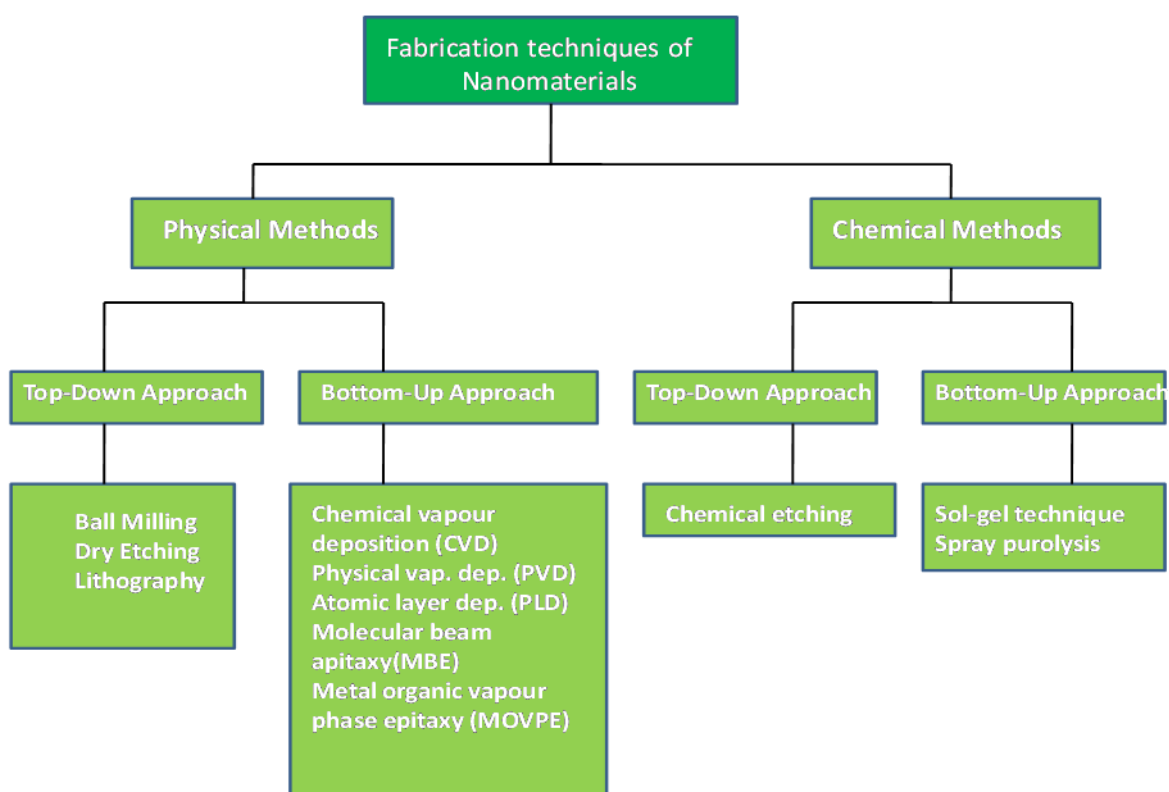 Fabrication techniques of
Nanomaterials
Physical Methods
Chemical Methods
Top-Down Approach
Bottom-Up Approach
Top-Down Approach
Bottom-Up Approach
Ball Milling
Dry Etching
Lithography
Chemical vapour
deposition (CVD)
Physical vap. dep. (PVD)
Atomic layer dep. (PLD)
Molecular beam
apitaxy(MBE)
Metal organic vapour
phase epitaxy (MOVPE)
Chemical etching
Sol-gel technique
Spray purolysis